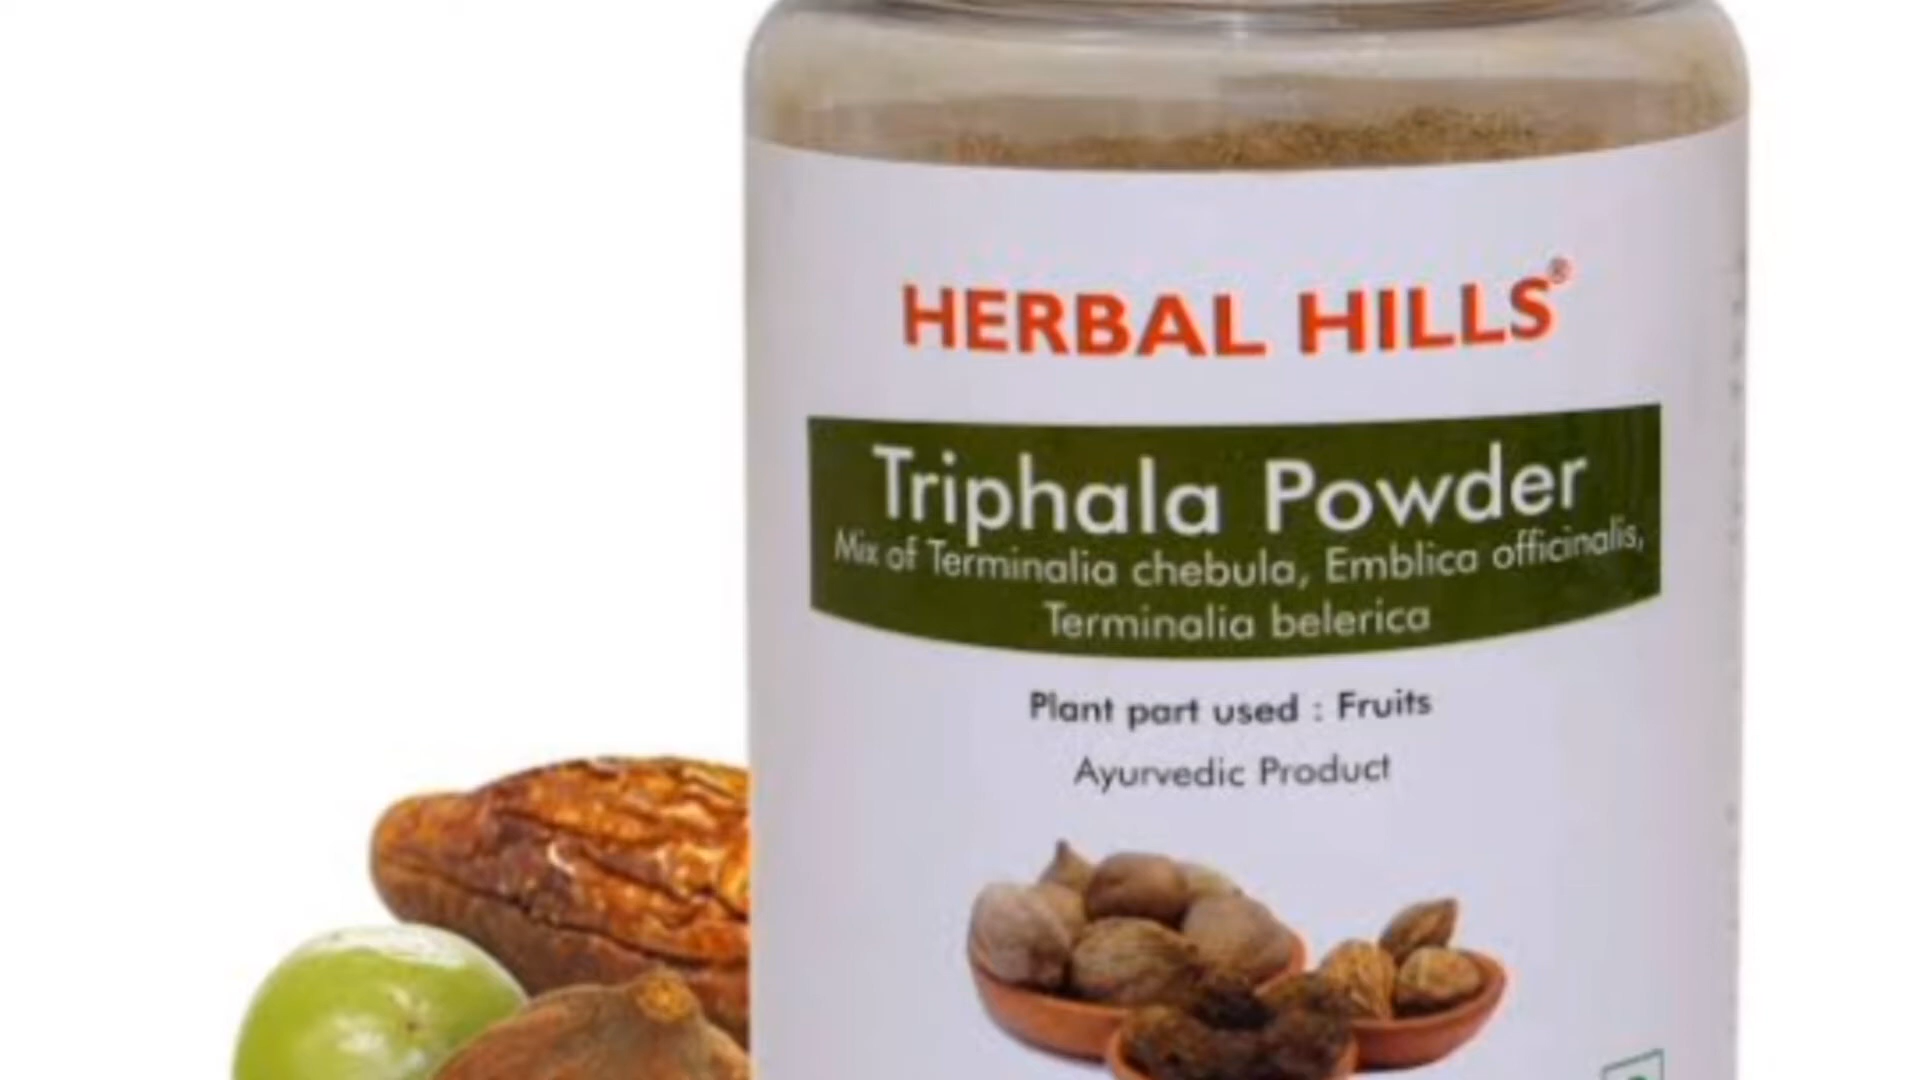 HERBAL HILLS®
Triphala Powder
Mix of Terminalia chebula, Emblica officinalis,
Terminalia belerica
Plant part used : Fruits
Ayurvedic Product